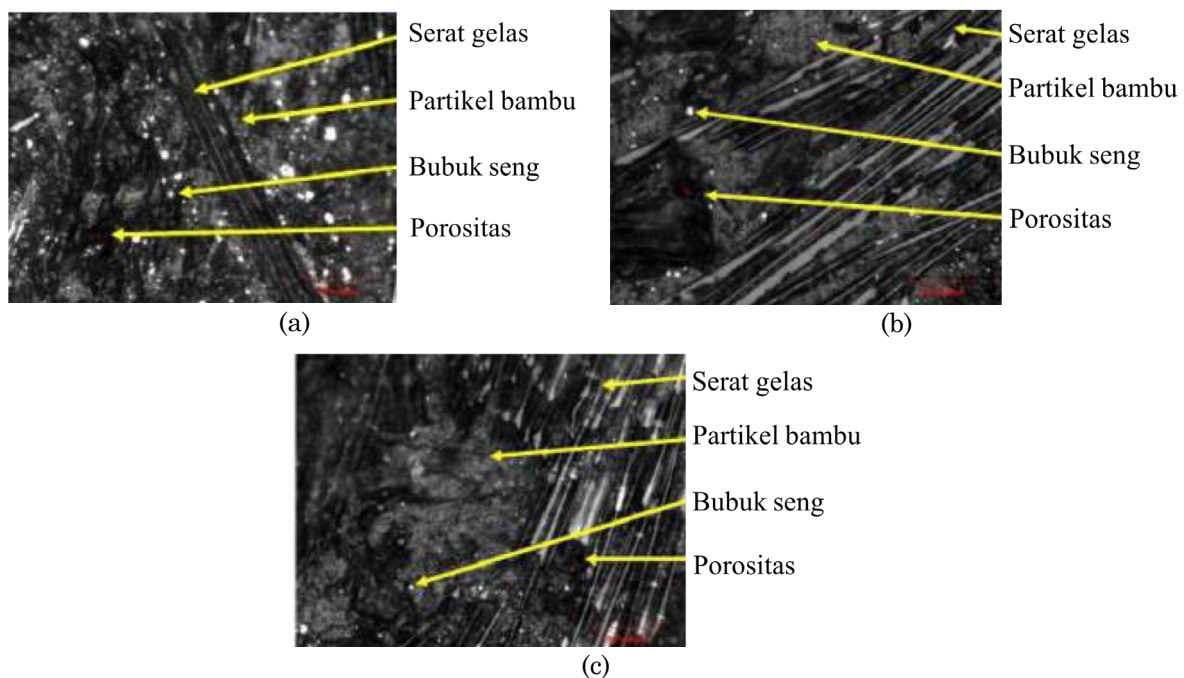 Serat gelas
Partikel bambu
Bubuk seng
Porositas
(a)
Serat gelas
Partikel bambu
Bubuk seng
Porositas
(b)
Serat gelas
Partikel bambu
Bubuk seng
Porositas
(c)